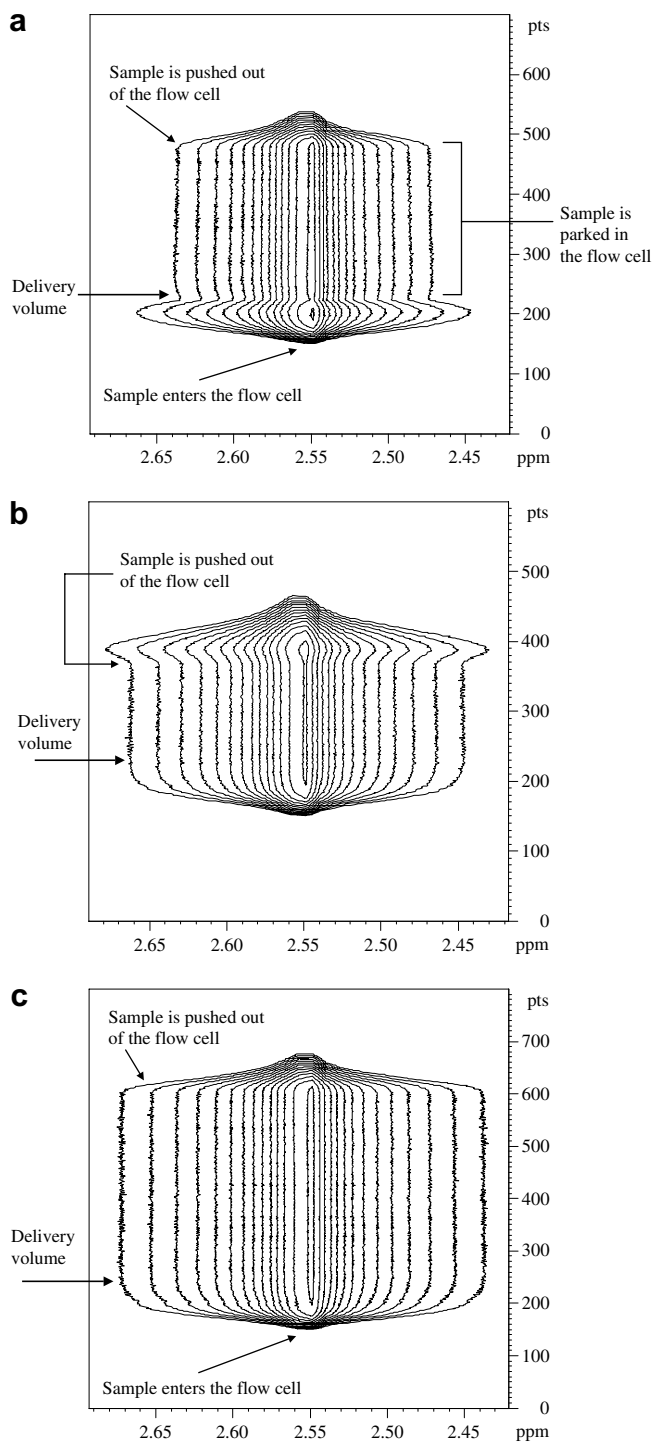 a
pts
Sample is pushed out
of the flow cell
600
500
400
Sample is
parked in
the flow cell
300
Delivery
volume
200
100
Sample enters the flow cell
0
2.65 2.60 2.55 2.50 2.45 ppm
b
pts
Sample is pushed out
of the flow cell
500
400
300
Delivery
volume
200
100
0
2.65 2.60 2.55 2.50 2.45 ppm
c
pts
Sample is pushed out
of the flow cell
700
600
500
400
Delivery
volume
300
200
100
Sample enters the flow cell
0
2.65 2.60 2.55 2.50 2.45 ppm